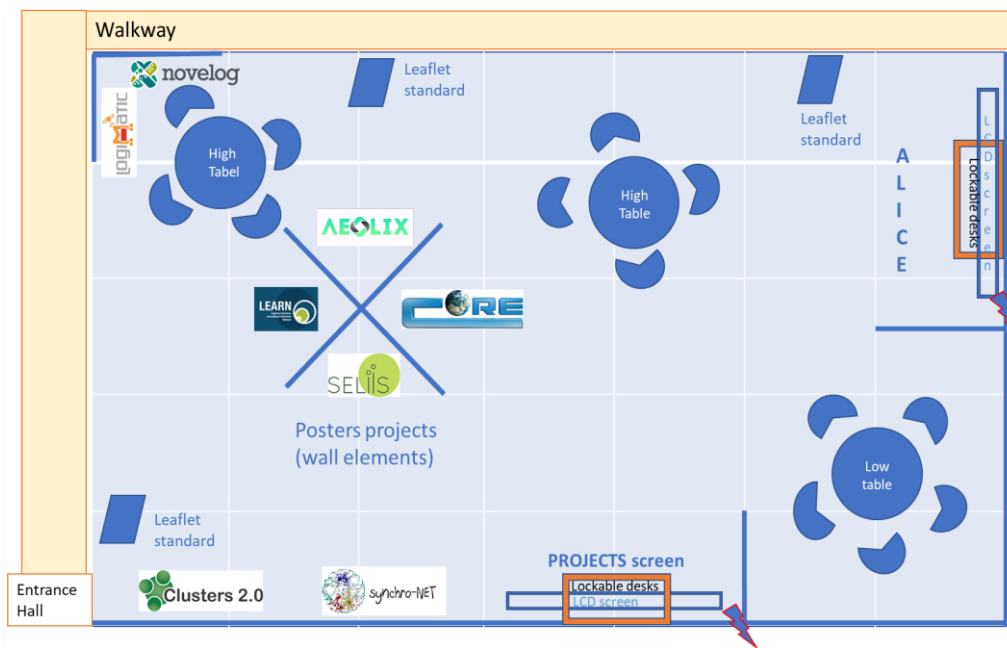 Walkway
novelog
LOGIMATIC
Leaflet
standard
Leaflet
standard
High
Tabel
High
Table
ALICE
LCD screen
Lockable desks
AEOLIX
LEARN
CORE
SELIS
Posters projects
(wall elements)
Low
table
Leaflet
standard
PROJECTS screen
Lockable desks
LCD screen
Entrance
Hall
Clusters 2.0
synchro-NET